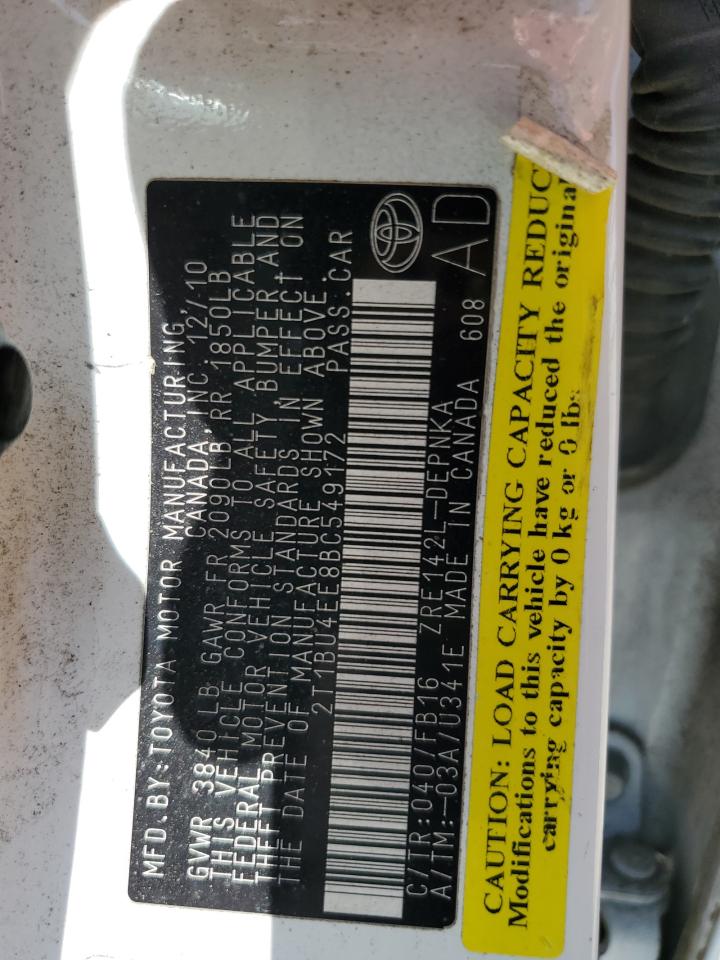 MFD. BY: TOYOTA MOTOR MANUFACTURING
CANADA, INC 12/10
GVWR 3840 LB GAWR FR 2090LB RR 1850LB
THIS VEHICLE CONFORMS TO ALL APPLICABLE
FEDERAL MOTOR VEHICLE SAFETY, BUMPER, AND
THEFT PREVENTION STANDARDS IN EFFECT ON
THE DATE OF MANUFACTURE SHOWN ABOVE.
2T1BU4EE8BC549172 PASS. CAR
C/TR: 040/FB16 ZRE142L-DEPNKA
A/TM: -03A/U341E MADE IN CANADA 608
AD
CAUTION: LOAD CARRYING CAPACITY REDUC
Modifications to this vehicle have reduced the original
carrying capacity by 0 kg or 0 lbs